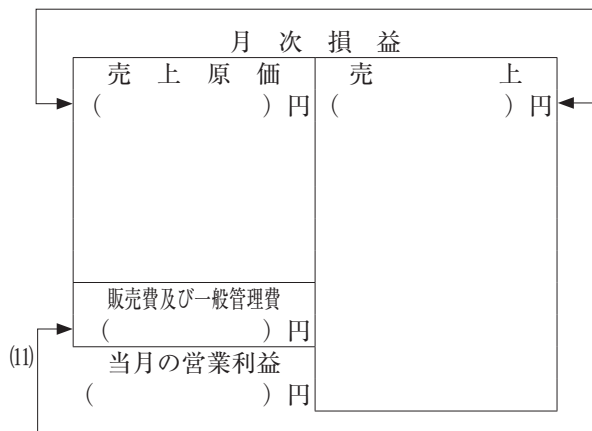 月次損益
売上原価
( )円
売上
( )円
販売費及び一般管理費
( )円
(11)
当月の営業利益
( )円